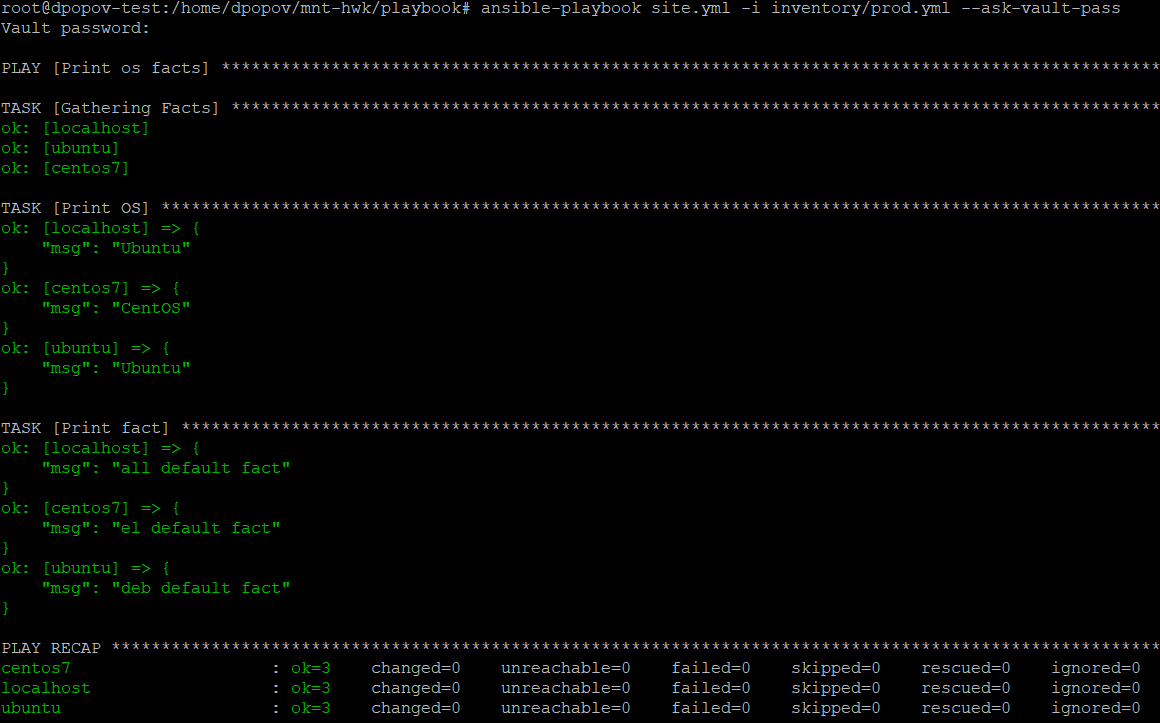 root@dpopov-test:/home/dpopov/mnt-hwk/playbook# ansible-playbook site.yml -i inventory/prod.yml --ask-vault-pass
Vault password:
PLAY [Print os facts] **********************************************************************************************
TASK [Gathering Facts] *********************************************************************************************
ok: [localhost]
ok: [ubuntu]
ok: [centos7]
TASK [Print OS] ****************************************************************************************************
ok: [localhost] => {
    "msg": "Ubuntu"
}
ok: [centos7] => {
    "msg": "CentOS"
}
ok: [ubuntu] => {
    "msg": "Ubuntu"
}
TASK [Print fact] **************************************************************************************************
ok: [localhost] => {
    "msg": "all default fact"
}
ok: [centos7] => {
    "msg": "el default fact"
}
ok: [ubuntu] => {
    "msg": "deb default fact"
}
PLAY RECAP *********************************************************************************************************
centos7                    : ok=3    changed=0    unreachable=0    failed=0    skipped=0    rescued=0    ignored=0
localhost                  : ok=3    changed=0    unreachable=0    failed=0    skipped=0    rescued=0    ignored=0
ubuntu                     : ok=3    changed=0    unreachable=0    failed=0    skipped=0    rescued=0    ignored=0